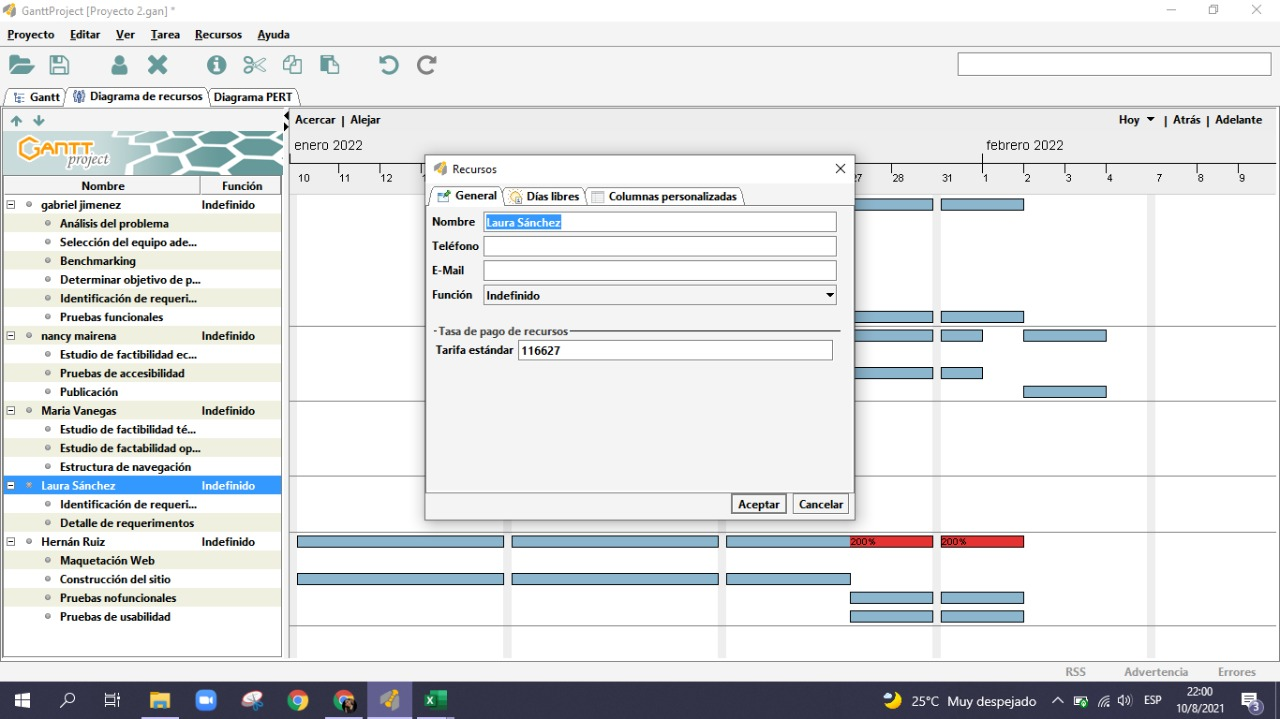 GanttProject [Proyecto 2.gan] *
Proyecto Editar Ver Tarea Recursos Ayuda
Gantt Diagrama de recursos Diagrama PERT
Acercar | Alejar Hoy | Atrás | Adelante
GANTT project
enero 2022 febrero 2022
10 11 12 27 28 31 1 2 3 4 7 8 9
Nombre Función
gabriel jimenez Indefinido
Análisis del problema
Selección del equipo ade...
Benchmarking
Determinar objetivo de p...
Identificación de requeri...
Pruebas funcionales
nancy mairena Indefinido
Estudio de factibilidad ec...
Pruebas de accesibilidad
Publicación
Maria Vanegas Indefinido
Estudio de factibilidad té...
Estudio de factabilidad op...
Estructura de navegación
Laura Sánchez Indefinido
Identificación de requeri...
Detalle de requerimentos
Hernán Ruiz Indefinido
Maquetación Web
Construcción del sitio
Pruebas nofuncionales
Pruebas de usabilidad
200% 200%
Recursos
General Días libres Columnas personalizadas
Nombre Laura Sánchez
Teléfono
E-Mail
Función Indefinido
Tasa de pago de recursos
Tarifa estándar 116627
Aceptar Cancelar
RSS Advertencia Errores
25°C Muy despejado ESP 22:00
10/8/2021 3